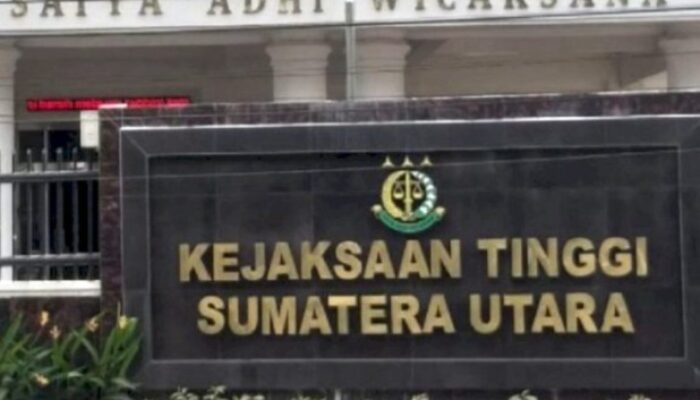 SATYA ADHI WICAKSANA
KEJAKSAAN TINGGI
SUMATERA UTARA